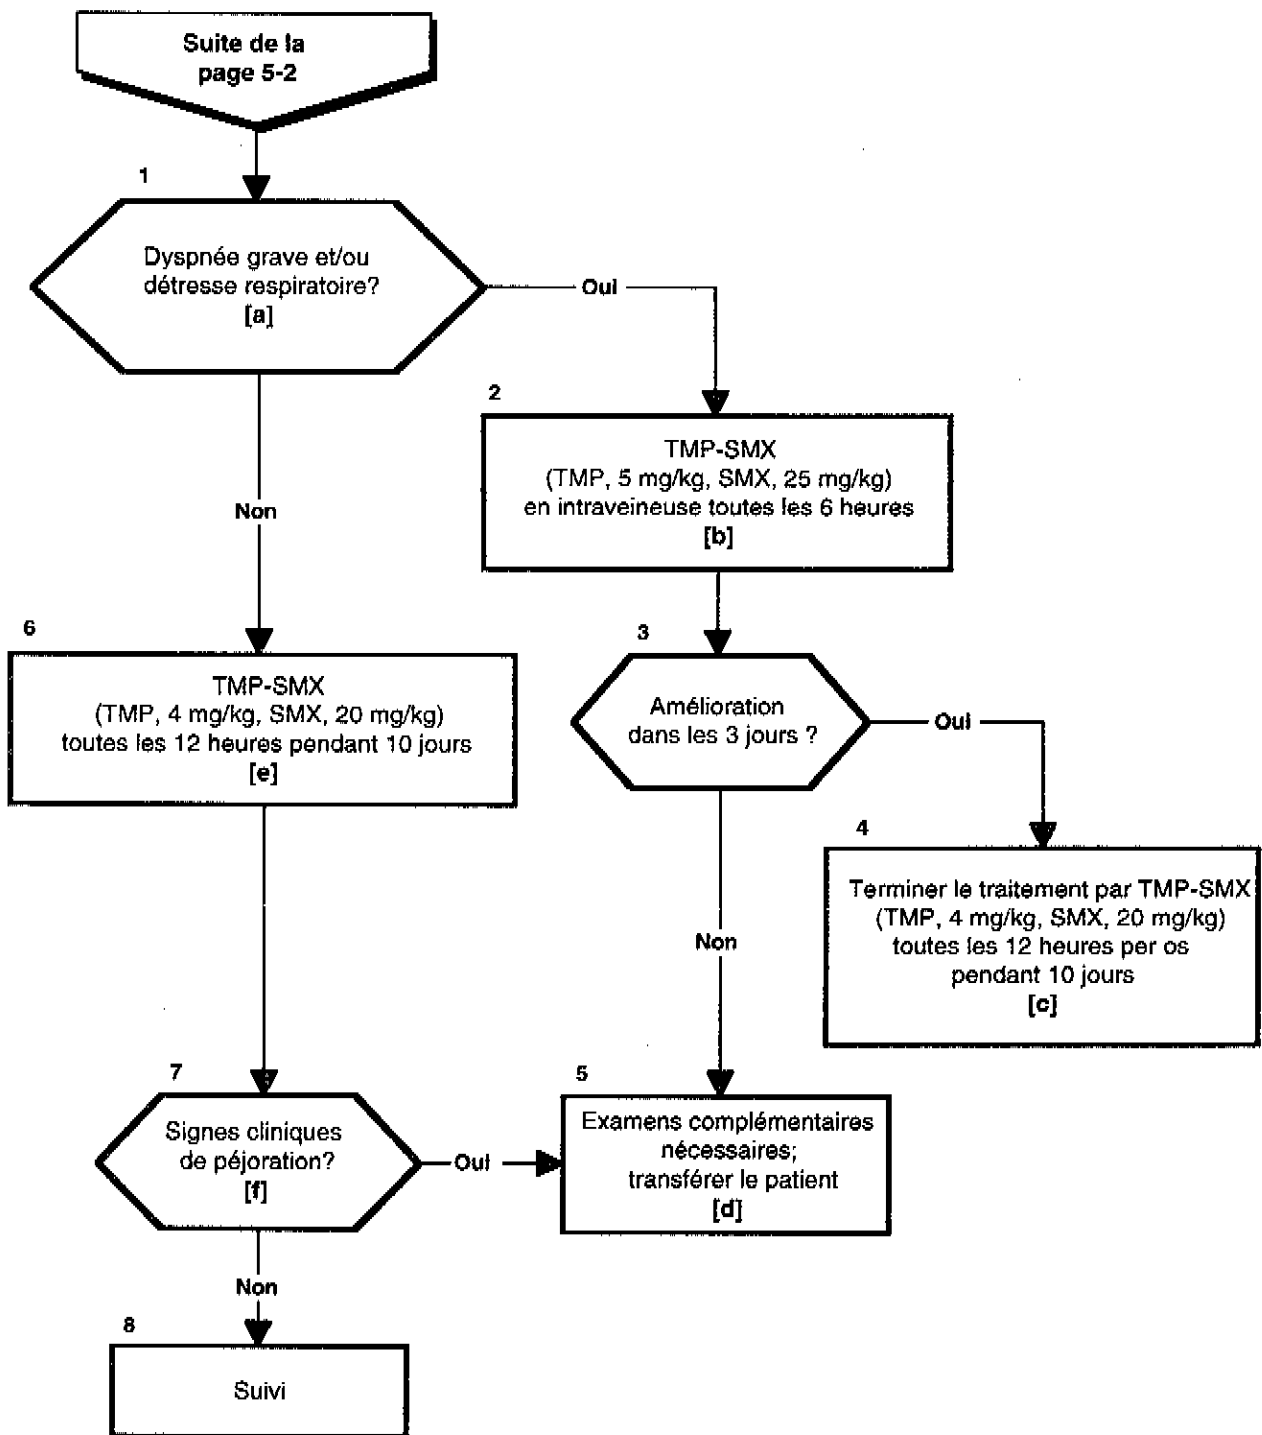 Suite de la
page 5-2
1
Dyspnée grave et/ou
détresse respiratoire?
[a]
Oui
2
TMP-SMX
(TMP, 5 mg/kg, SMX, 25 mg/kg)
en intraveineuse toutes les 6 heures
[b]
Non
6
TMP-SMX
(TMP, 4 mg/kg, SMX, 20 mg/kg)
toutes les 12 heures pendant 10 jours
[e]
3
Amélioration
dans les 3 jours ?
Oui
4
Terminer le traitement par TMP-SMX
(TMP, 4 mg/kg, SMX, 20 mg/kg)
toutes les 12 heures per os
pendant 10 jours
[c]
Non
7
Signes cliniques
de péjoration?
[f]
Oui
5
Examens complémentaires
nécessaires;
transférer le patient
[d]
Non
8
Suivi